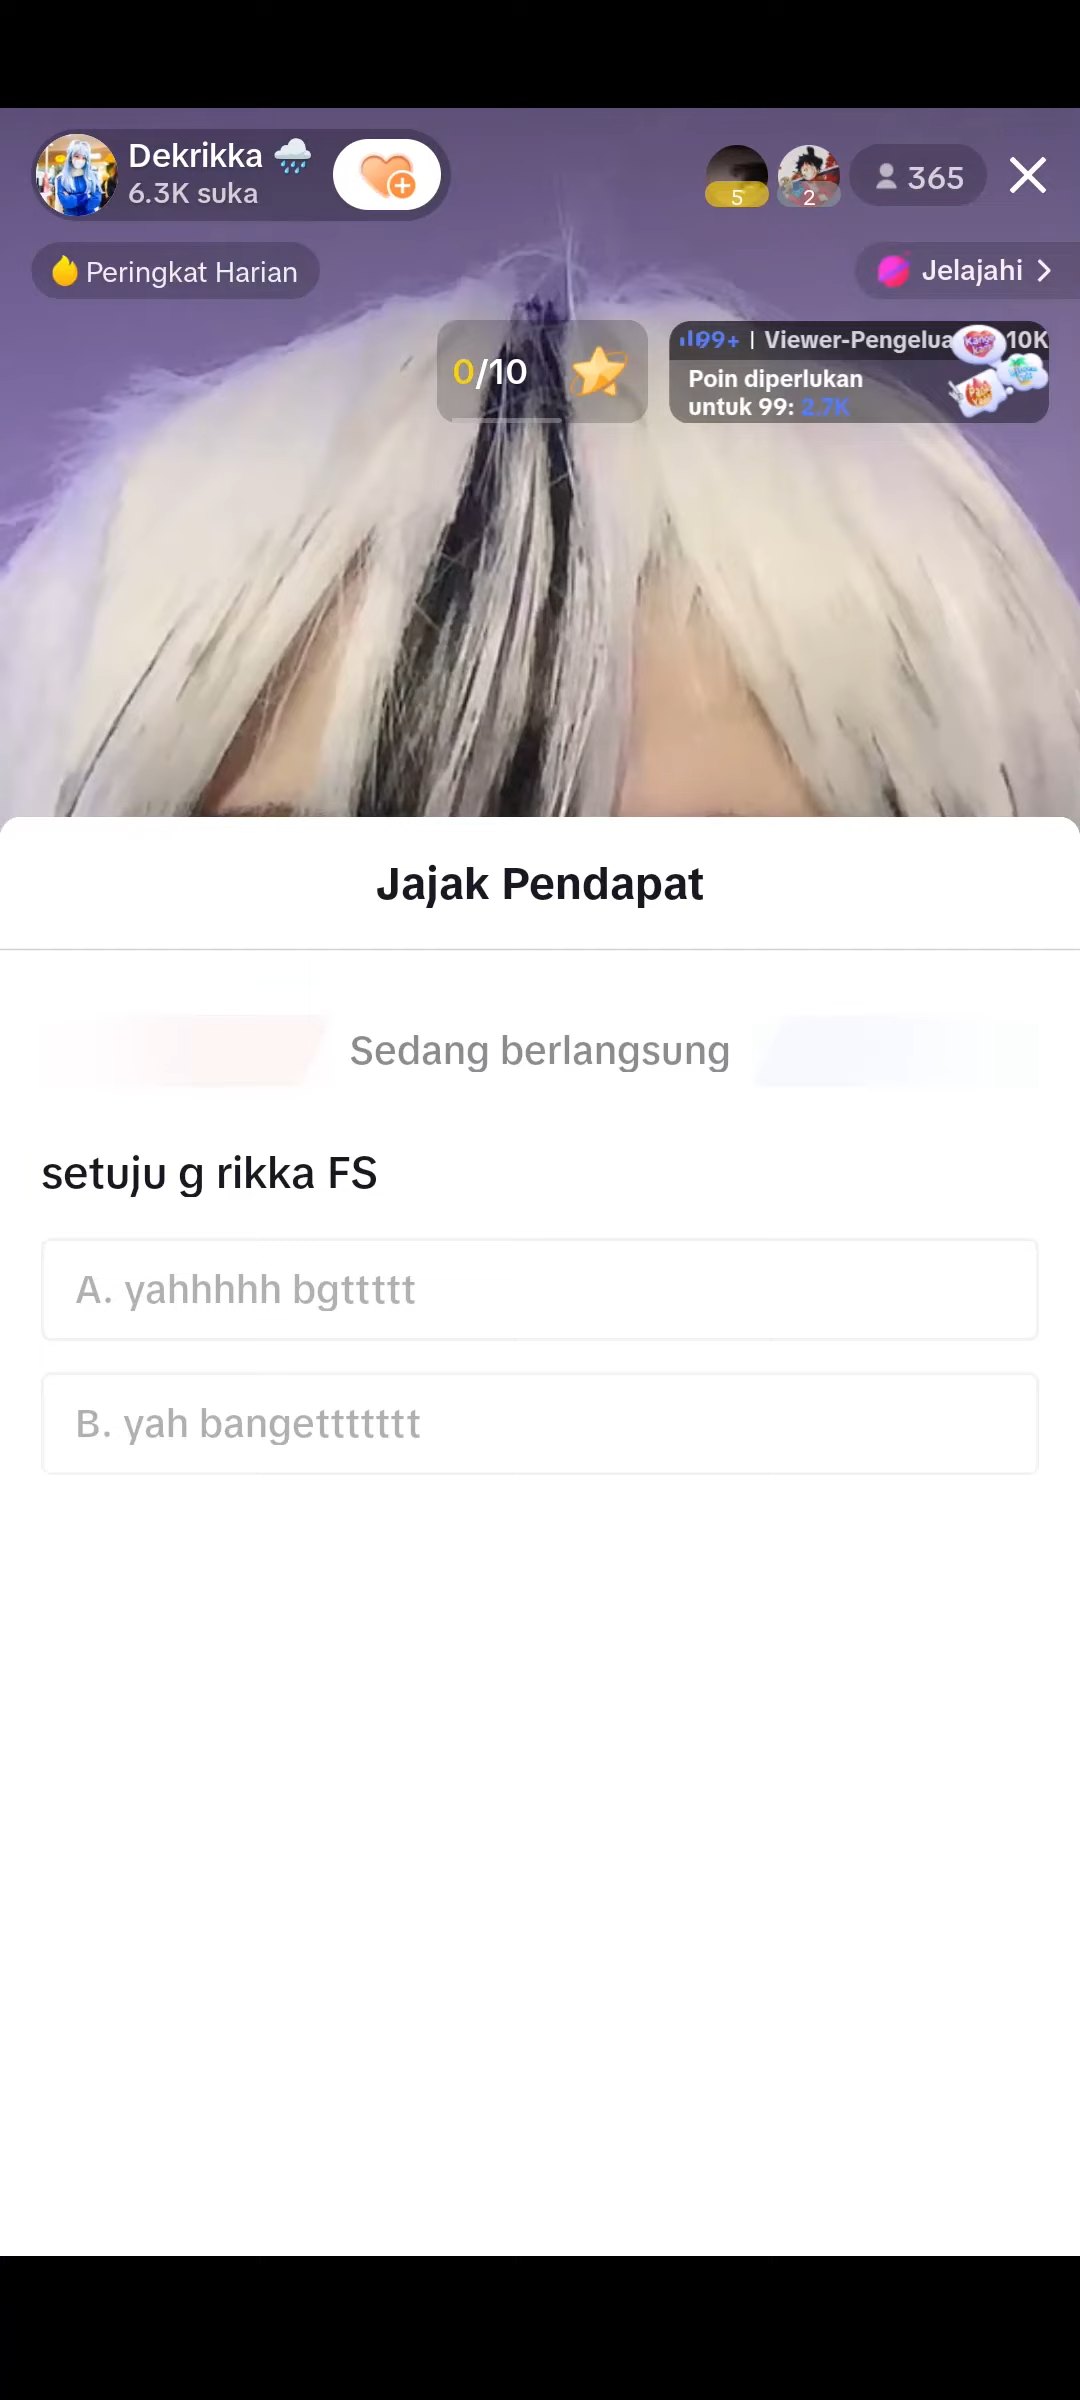 Dekrikka 🌧️
6.3K suka
5
2
365
Peringkat Harian
Jelajahi
0/10
99+ | Viewer-Pengelua
10K
Poin diperlukan
untuk 99: 2.7K
Jajak Pendapat
Sedang berlangsung
setuju g rikka FS
A. yahhhhh bgttttt
B. yah bangettttttt